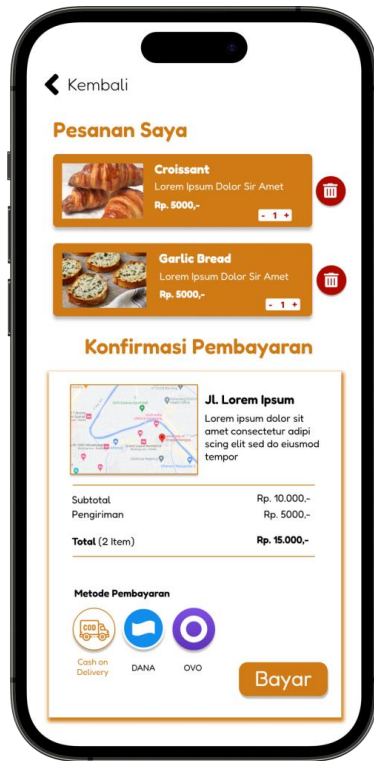 Kembali
Pesanan Saya
Croissant
Lorem Ipsum Dolor Sir Amet
Rp. 5000,-
- 1 +
Garlic Bread
Lorem Ipsum Dolor Sir Amet
Rp. 5000,-
- 1 +
Konfirmasi Pembayaran
Jl. Lorem Ipsum
Lorem ipsum dolor sit
amet consectetur adipi
scing elit sed do eiusmod
tempor
Subtotal Rp. 10.000,-
Pengiriman Rp. 5000,-
Total (2 Item) Rp. 15.000,-
Metode Pembayaran
COD
Cash on
Delivery
DANA
OVO
Bayar